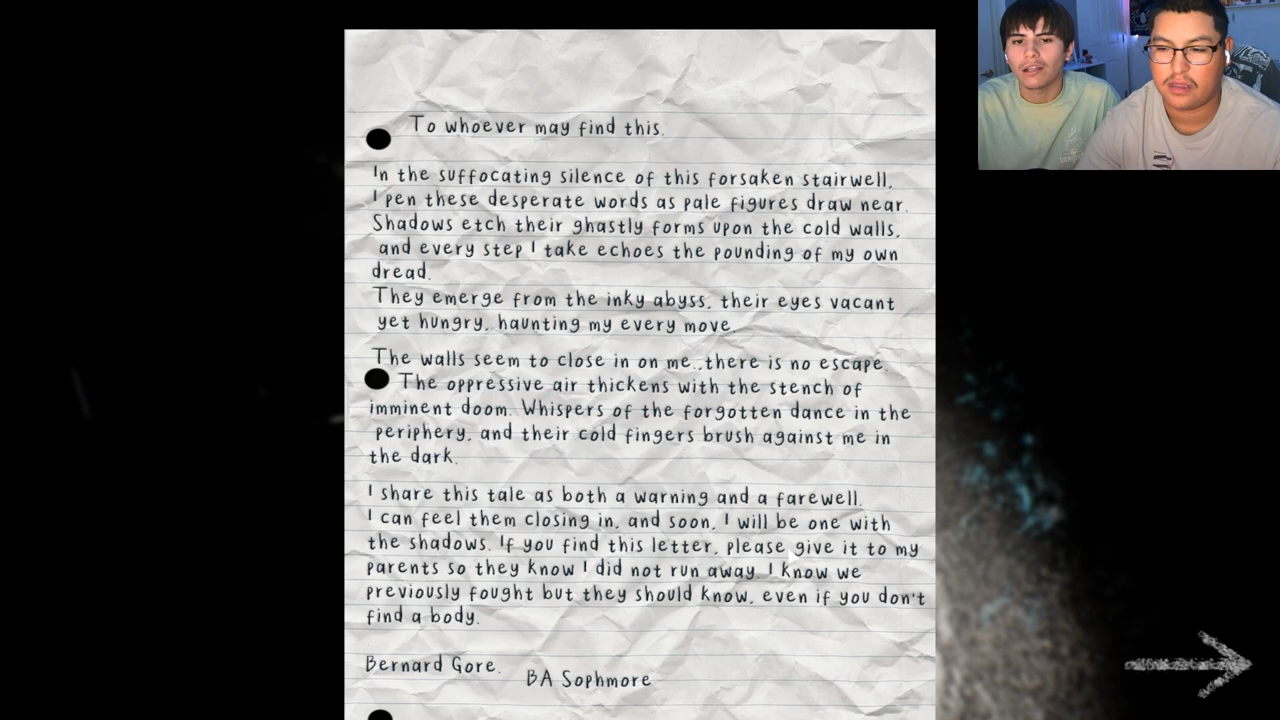 To whoever may find this.
In the suffocating silence of this forsaken stairwell,
I pen these desperate words as pale figures draw near.
Shadows etch their ghastly forms upon the cold walls,
and every step I take echoes the pounding of my own
dread.
They emerge from the inky abyss, their eyes vacant
yet hungry, haunting my every move.
The walls seem to close in on me..there is no escape.
The oppressive air thickens with the stench of
imminent doom. Whispers of the forgotten dance in the
periphery, and their cold fingers brush against me in
the dark.
I share this tale as both a warning and a farewell.
I can feel them closing in, and soon, I will be one with
the shadows. If you find this letter, please give it to my
parents so they know I did not run away. I know we
previously fought but they should know, even if you don't
find a body.
Bernard Gore.
BA Sophmore